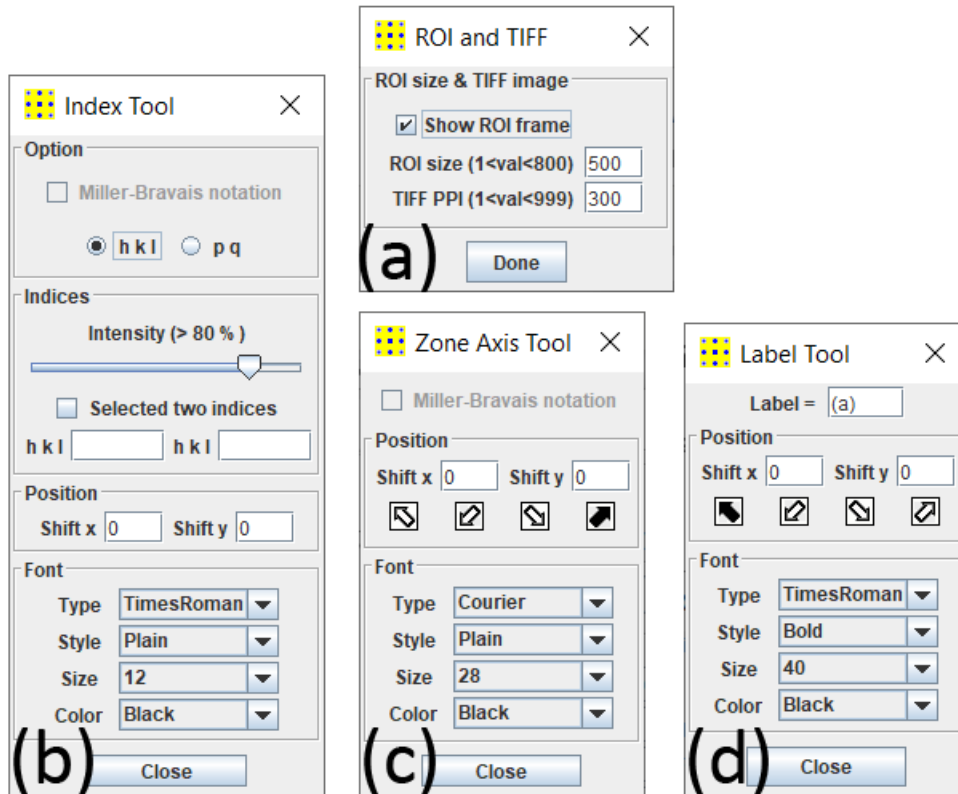 ROI and TIFF
ROI size & TIFF image
Show ROI frame
ROI size (1<val<800) 500
TIFF PPI (1<val<999) 300
(a) Done
Index Tool
Option
Miller-Bravais notation
h k l p q
Indices
Intensity (> 80 % )
Selected two indices
h k l h k l
Position
Shift x 0 Shift y 0
Font
Type TimesRoman
Style Plain
Size 12
Color Black
(b) Close
Zone Axis Tool
Miller-Bravais notation
Position
Shift x 0 Shift y 0
Font
Type Courier
Style Plain
Size 28
Color Black
(c) Close
Label Tool
Label = (a)
Position
Shift x 0 Shift y 0
Font
Type TimesRoman
Style Bold
Size 40
Color Black
(d) Close